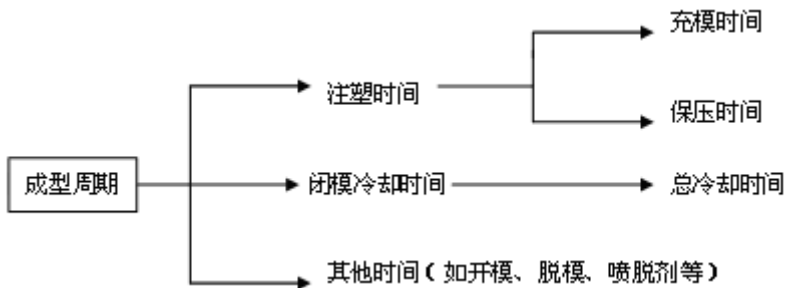 充模时间
注塑时间
保压时间
成型周期
闭模冷却时间
总冷却时间
其他时间（如开模、脱模、喷脱剂等）